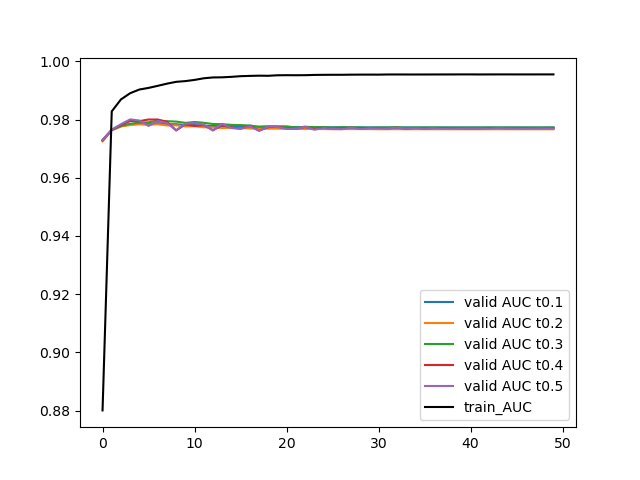 1.00
0.98
0.96
0.94
0.92
0.90
0.88
0 10 20 30 40 50
valid AUC t0.1
valid AUC t0.2
valid AUC t0.3
valid AUC t0.4
valid AUC t0.5
train_AUC